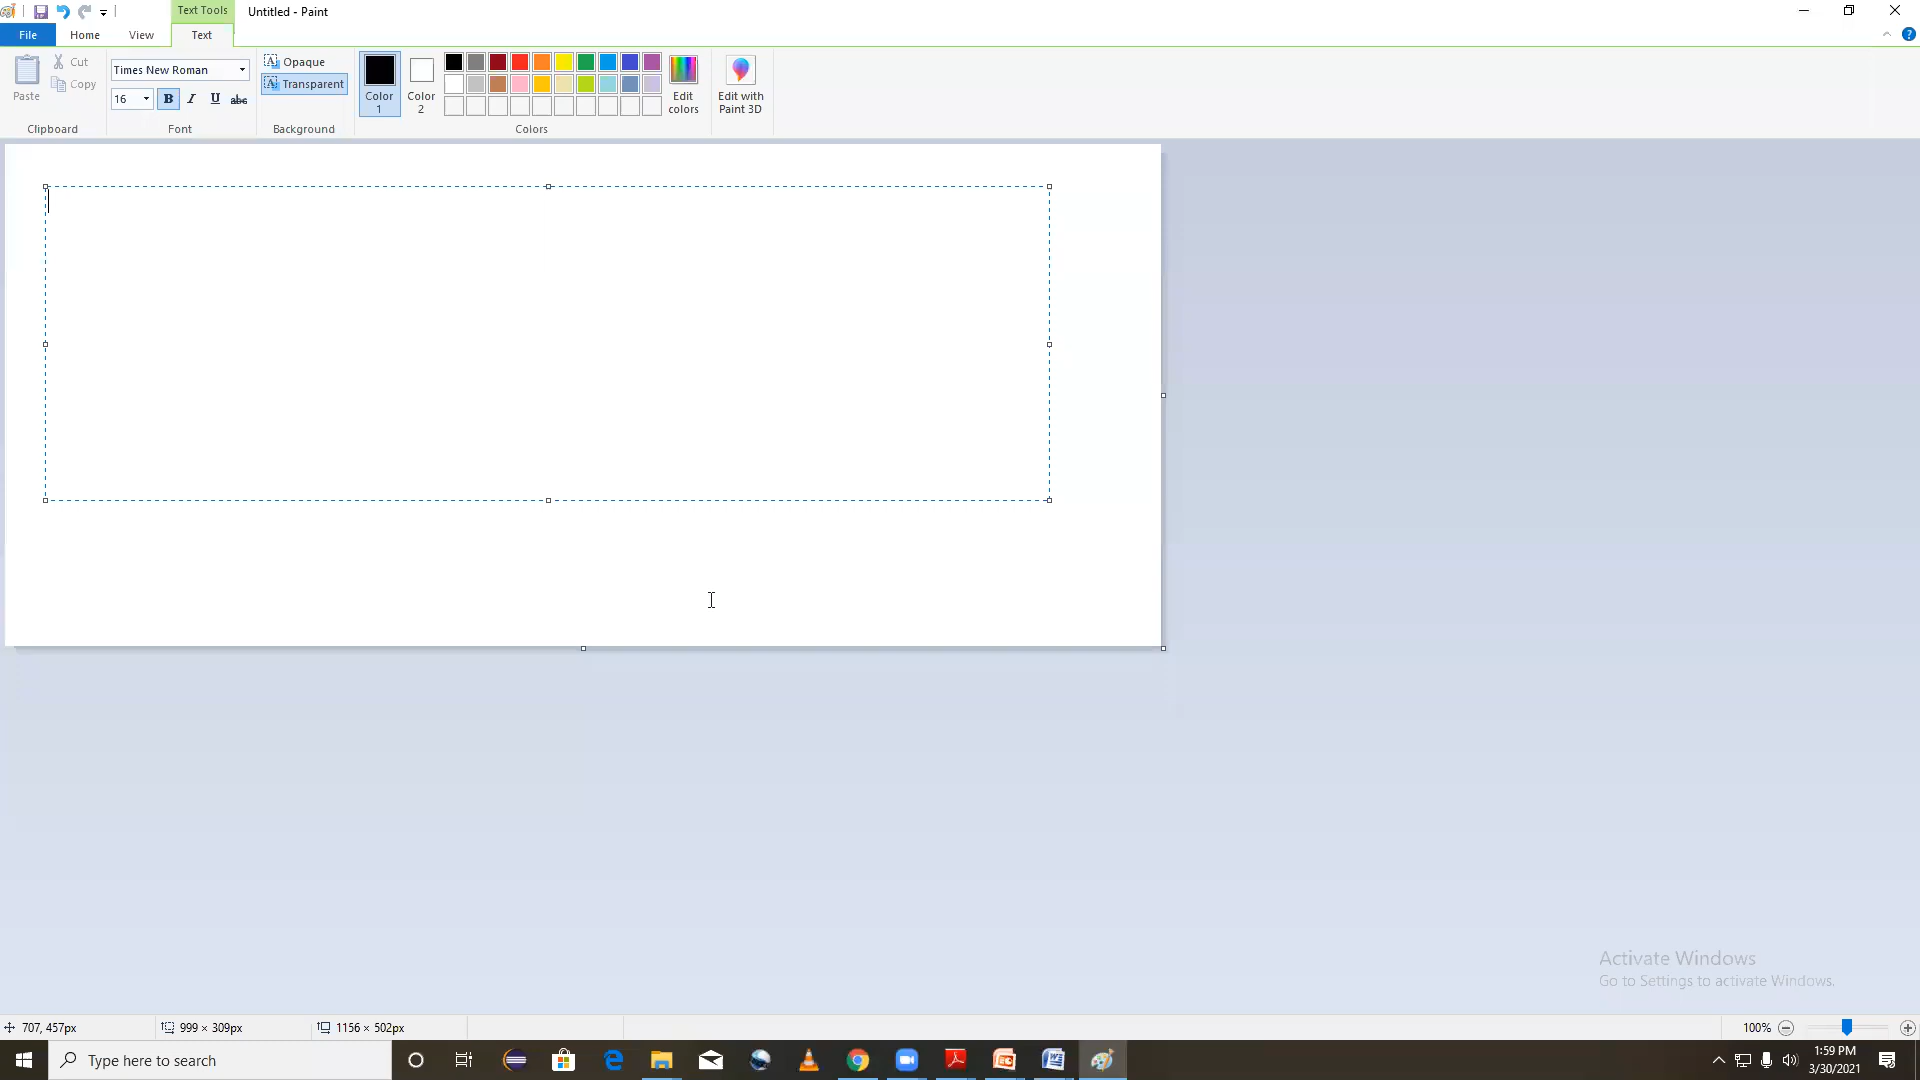 Text Tools
Untitled - Paint
File
Home
View
Text
Paste
Cut
Copy
Clipboard
Times New Roman
16
B
I
U
abc
Font
Opaque
Transparent
Background
Color
1
Color
2
Colors
Edit
colors
Edit with
Paint 3D
Activate Windows
Go to Settings to activate Windows.
707, 457px
999 × 309px
1156 × 502px
100%
Type here to search
1:59 PM
3/30/2021